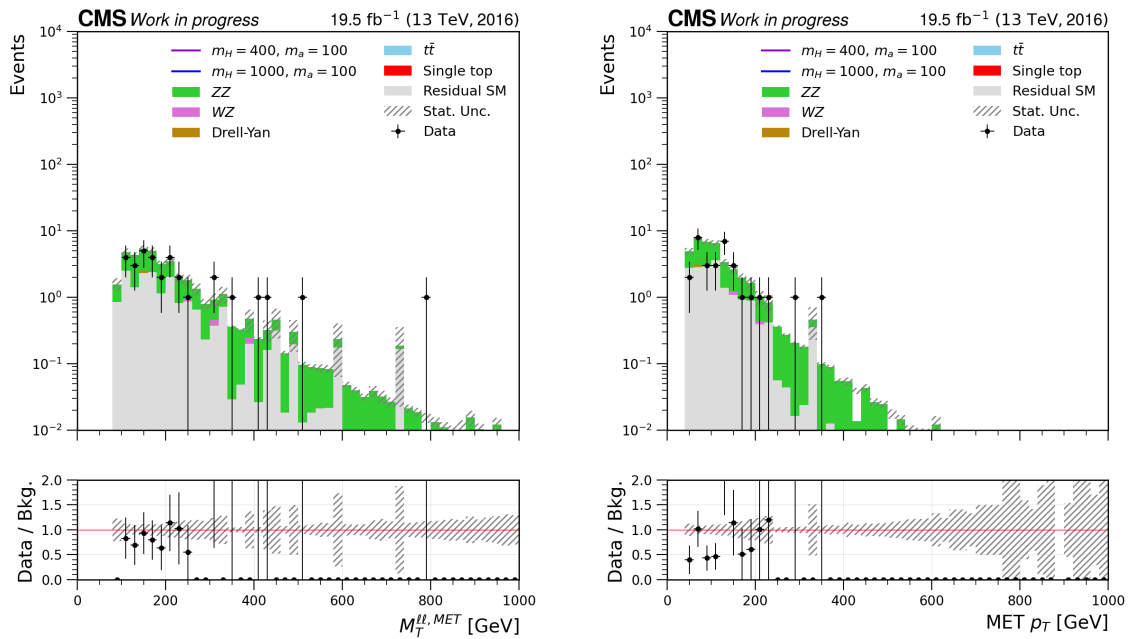 CMS Work in progress 19.5 fb⁻¹ (13 TeV, 2016)
Events
10⁴
10³
10²
10¹
10⁰
10⁻¹
10⁻²
m_H = 400, m_a = 100
m_H = 1000, m_a = 100
ZZ
WZ
Drell-Yan
tt̄
Single top
Residual SM
Stat. Unc.
Data
Data / Bkg.
2.0
1.5
1.0
0.5
0.0
0 200 400 600 800 1000
M_T^{ℓℓ, MET} [GeV]
CMS Work in progress 19.5 fb⁻¹ (13 TeV, 2016)
Events
10⁴
10³
10²
10¹
10⁰
10⁻¹
10⁻²
m_H = 400, m_a = 100
m_H = 1000, m_a = 100
ZZ
WZ
Drell-Yan
tt̄
Single top
Residual SM
Stat. Unc.
Data
Data / Bkg.
2.0
1.5
1.0
0.5
0.0
0 200 400 600 800 1000
MET p_T [GeV]